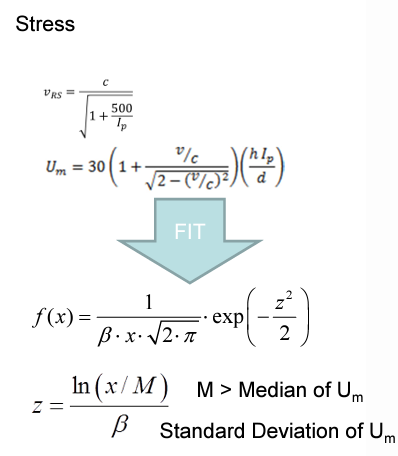 Stress
v_RS = c / √(1 + 500/I_p)
U_m = 30 (1 + (v/c) / √(2 − (v/c)²)) (h I_p / d)
FIT
f(x) = 1 / (β · x · √(2 · π)) · exp(− z² / 2)
z = ln(x / M) / β    M > Median of U_m
Standard Deviation of U_m